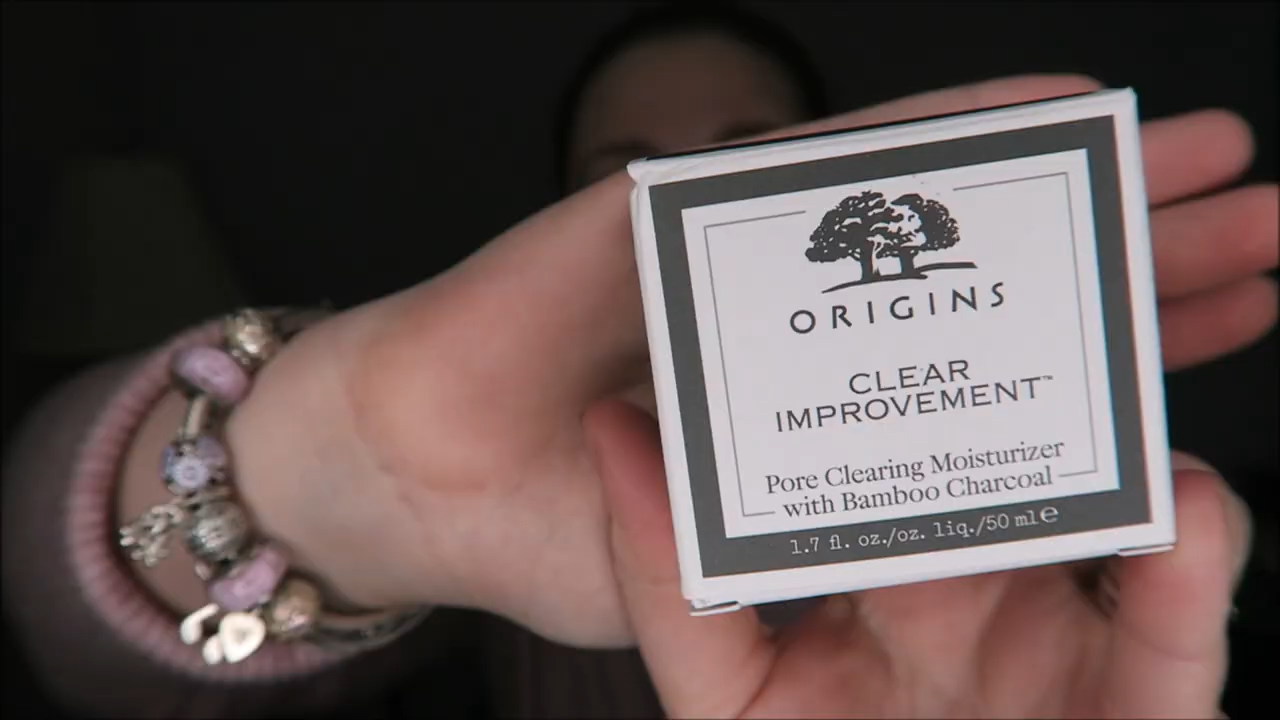 ORIGINS
CLEAR
IMPROVEMENT™
Pore Clearing Moisturizer
with Bamboo Charcoal
1.7 fl. oz./oz. liq./50 ml℮